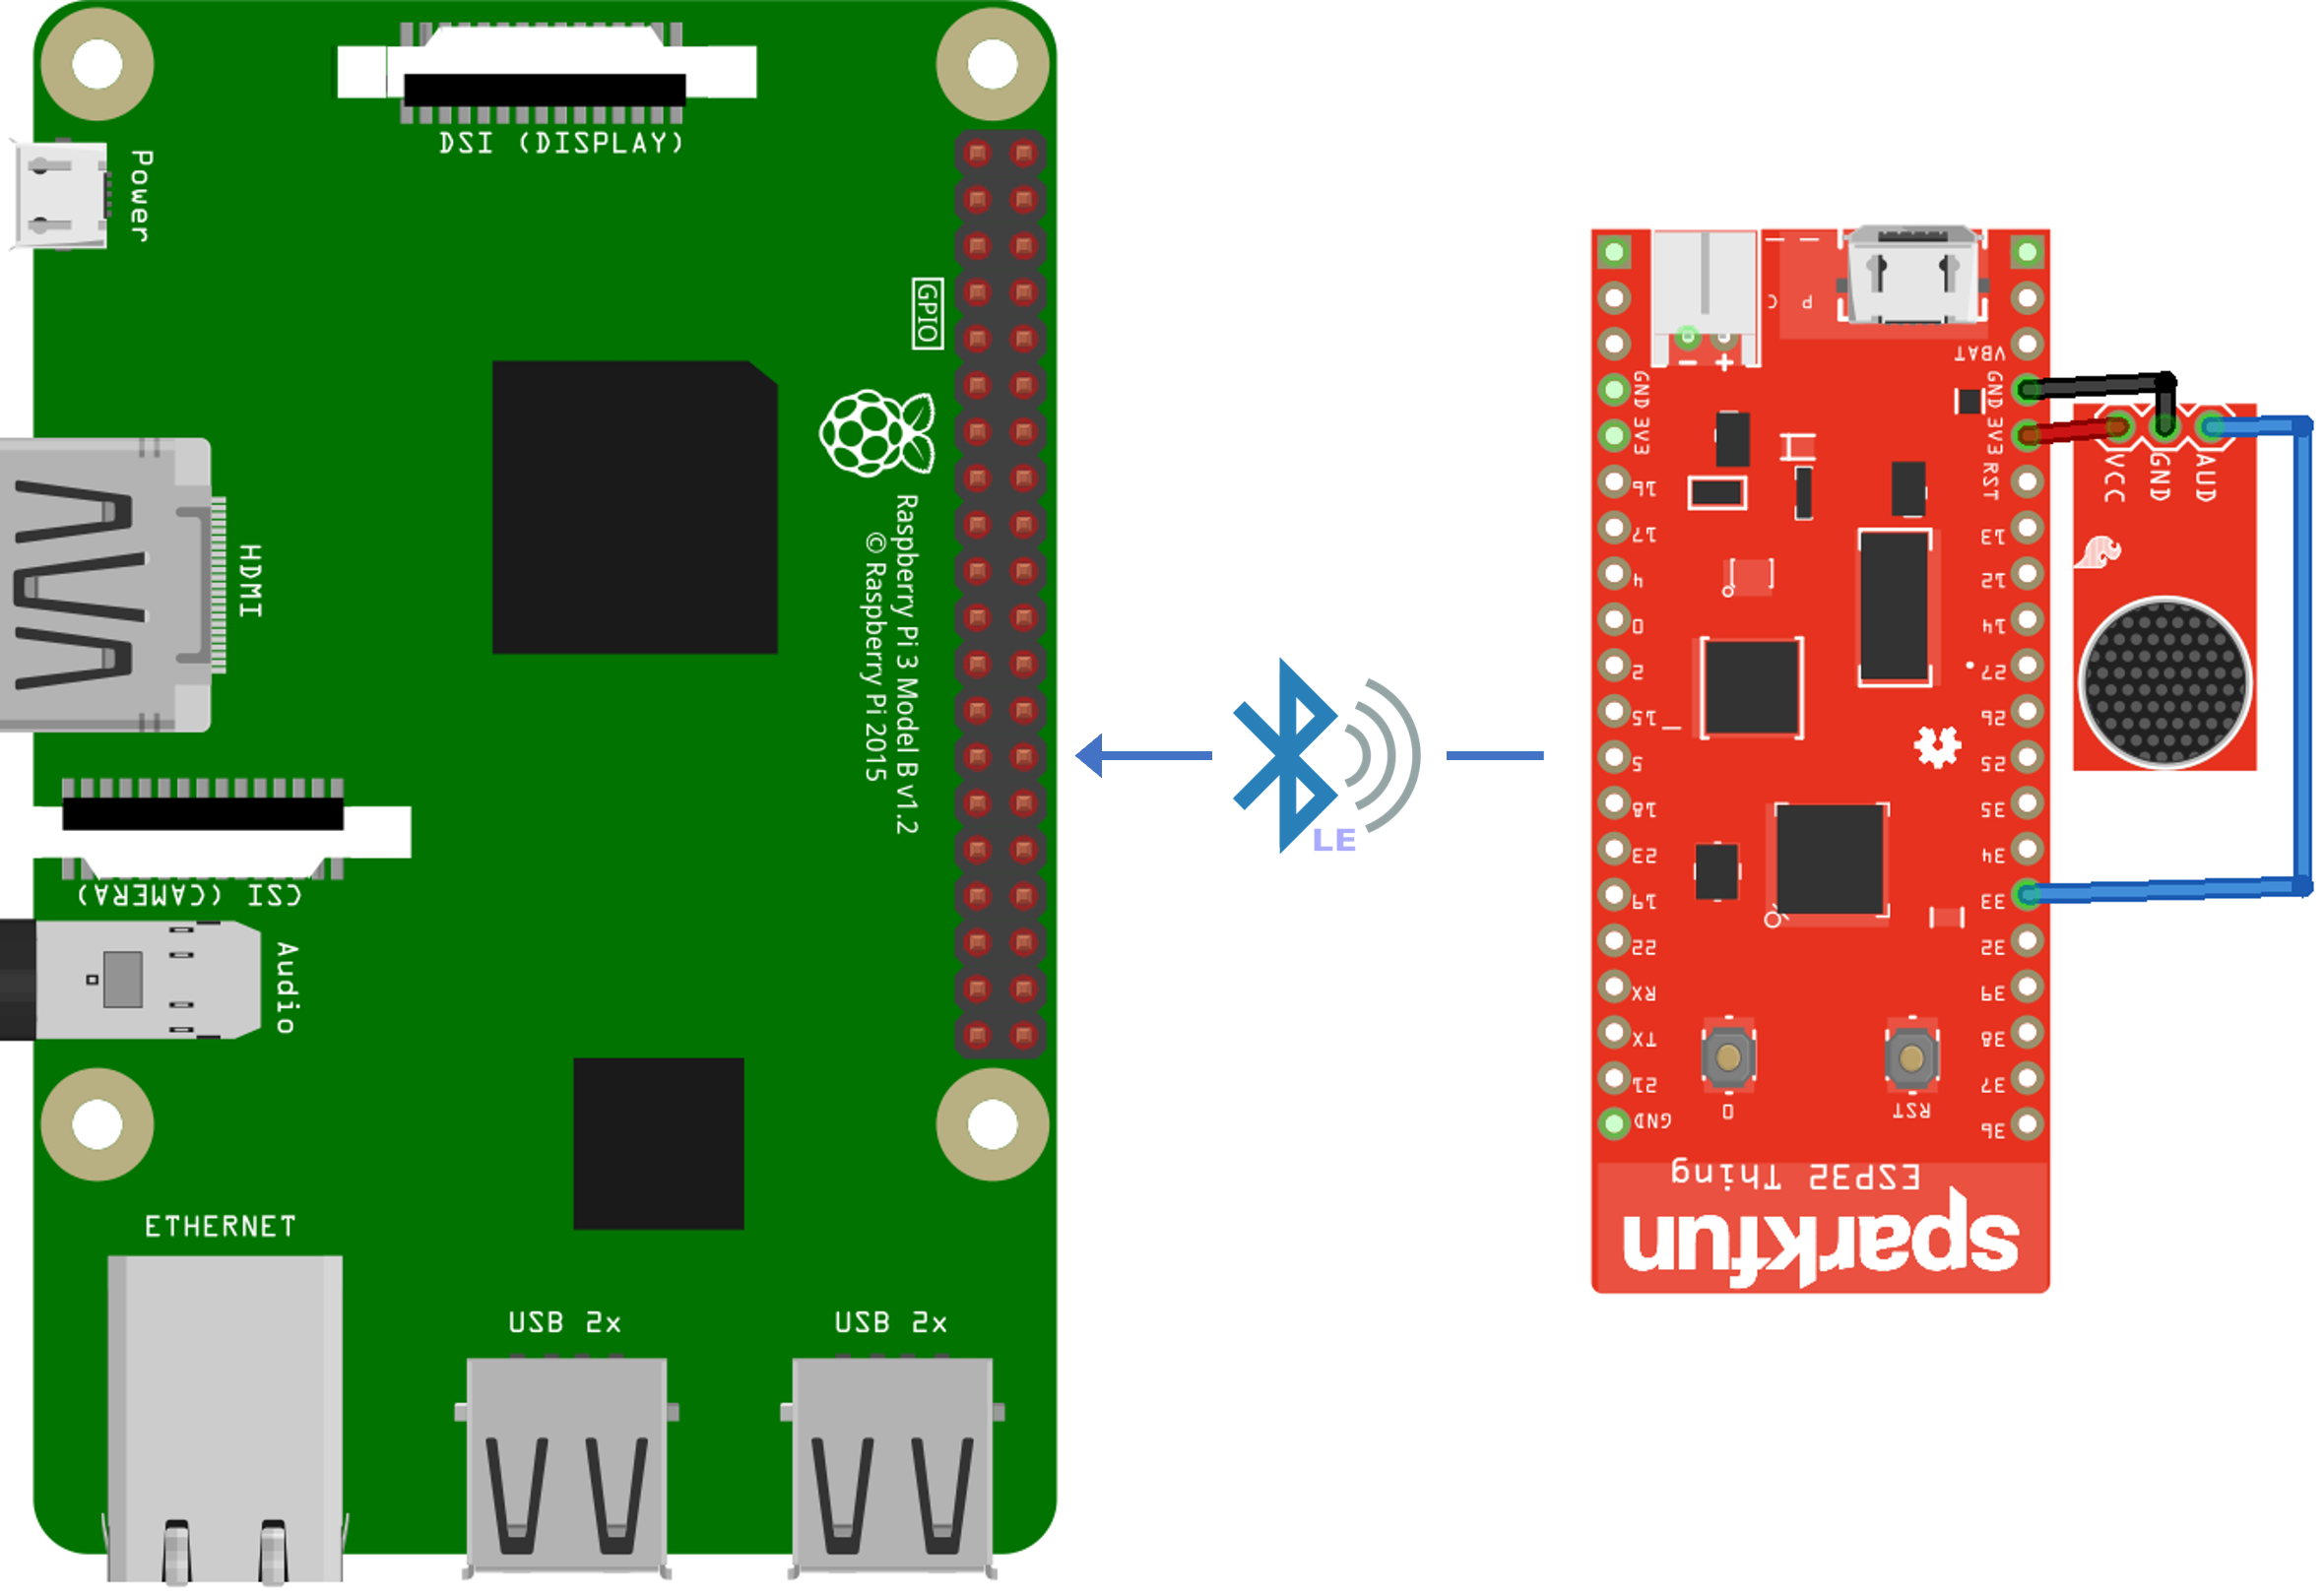 DSI (DISPLAY)
Power
GPIO
HDMI
Raspberry Pi 3 Model B v1.2
© Raspberry Pi 2015
CSI (CAMERA)
Audio
ETHERNET
USB 2x
USB 2x
LE
- +
C
P
VBAT
GND
3V3
RST
13
12
14
27
26
25
35
34
33
32
39
38
37
36
GND
3V3
16
17
4
0
2
15
5
18
23
19
22
RX
TX
21
GND
0
RST
ESP32 Thing
sparkfun
VCC
GND
AUD